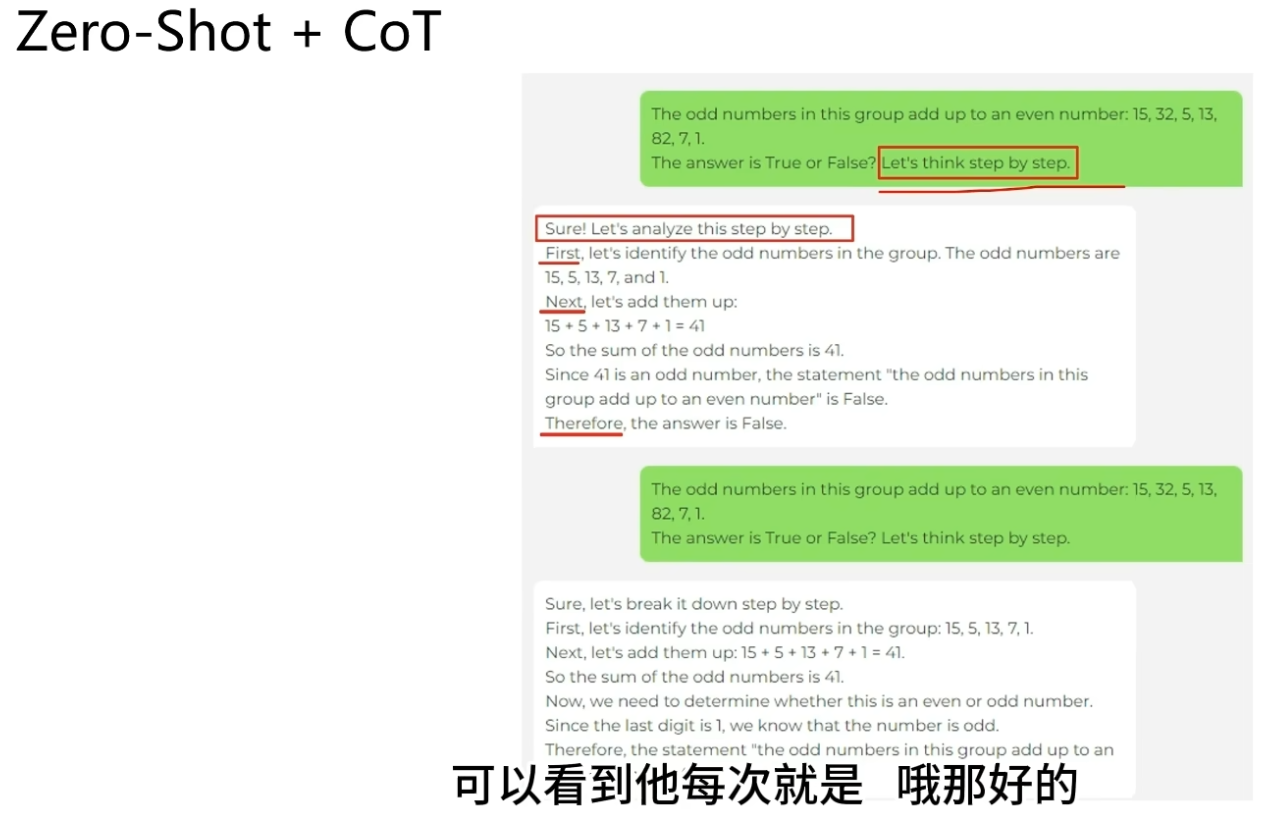 Zero-Shot + CoT
The odd numbers in this group add up to an even number: 15, 32, 5, 13,
82, 7, 1.
The answer is True or False? Let's think step by step.
Sure! Let's analyze this step by step.
First, let's identify the odd numbers in the group. The odd numbers are
15, 5, 13, 7, and 1.
Next, let's add them up:
15 + 5 + 13 + 7 + 1 = 41
So the sum of the odd numbers is 41.
Since 41 is an odd number, the statement "the odd numbers in this
group add up to an even number" is False.
Therefore, the answer is False.
The odd numbers in this group add up to an even number: 15, 32, 5, 13,
82, 7, 1.
The answer is True or False? Let's think step by step.
Sure, let's break it down step by step.
First, let's identify the odd numbers in the group: 15, 5, 13, 7, 1.
Next, let's add them up: 15 + 5 + 13 + 7 + 1 = 41.
So the sum of the odd numbers is 41.
Now, we need to determine whether this is an even or odd number.
Since the last digit is 1, we know that the number is odd.
Therefore, the statement "the odd numbers in this group add up to an
可以看到他每次就是 哦那好的